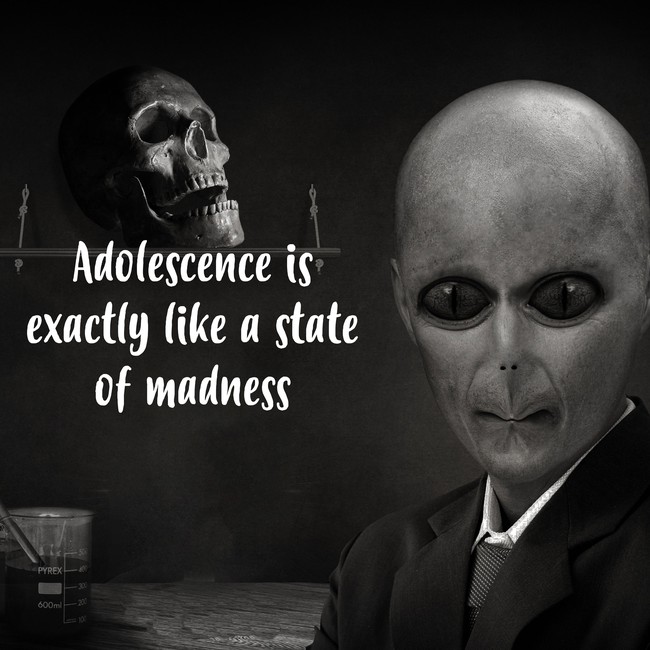 Adolescence is
exactly like a state
of madness
PYREX
600ml